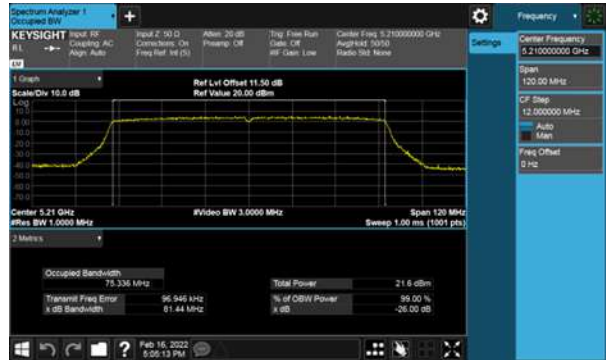 Spectrum Analyzer 1
Occupied BW
Frequency
KEYSIGHT
Input: RF
Coupling: AC
Align: Auto
Input Z: 50 Ω
Corrections: On
Freq Ref: Int (S)
Atten: 20 dB
Preamp: Off
Trig: Free Run
Gate: Off
#IF Gain: Low
Center Freq: 5.210000000 GHz
Avg|Hold: 50/50
Radio Std: None
LXI
Settings
Center Frequency
5.210000000 GHz
Span
120.00 MHz
CF Step
12.000000 MHz
Auto
Man
Freq Offset
0 Hz
1 Graph
Scale/Div 10.0 dB
Ref Lvl Offset 11.50 dB
Ref Value 20.00 dBm
Log
10.0
0.00
Center 5.21 GHz
#Res BW 1.0000 MHz
#Video BW 3.0000 MHz
Span 120 MHz
Sweep 1.00 ms (1001 pts)
2 Metrics
Occupied Bandwidth
75.336 MHz
Total Power
21.6 dBm
Transmit Freq Error
96.946 kHz
% of OBW Power
99.00 %
x dB Bandwidth
81.44 MHz
x dB
-26.00 dB
Feb 16, 2022
5:05:13 PM